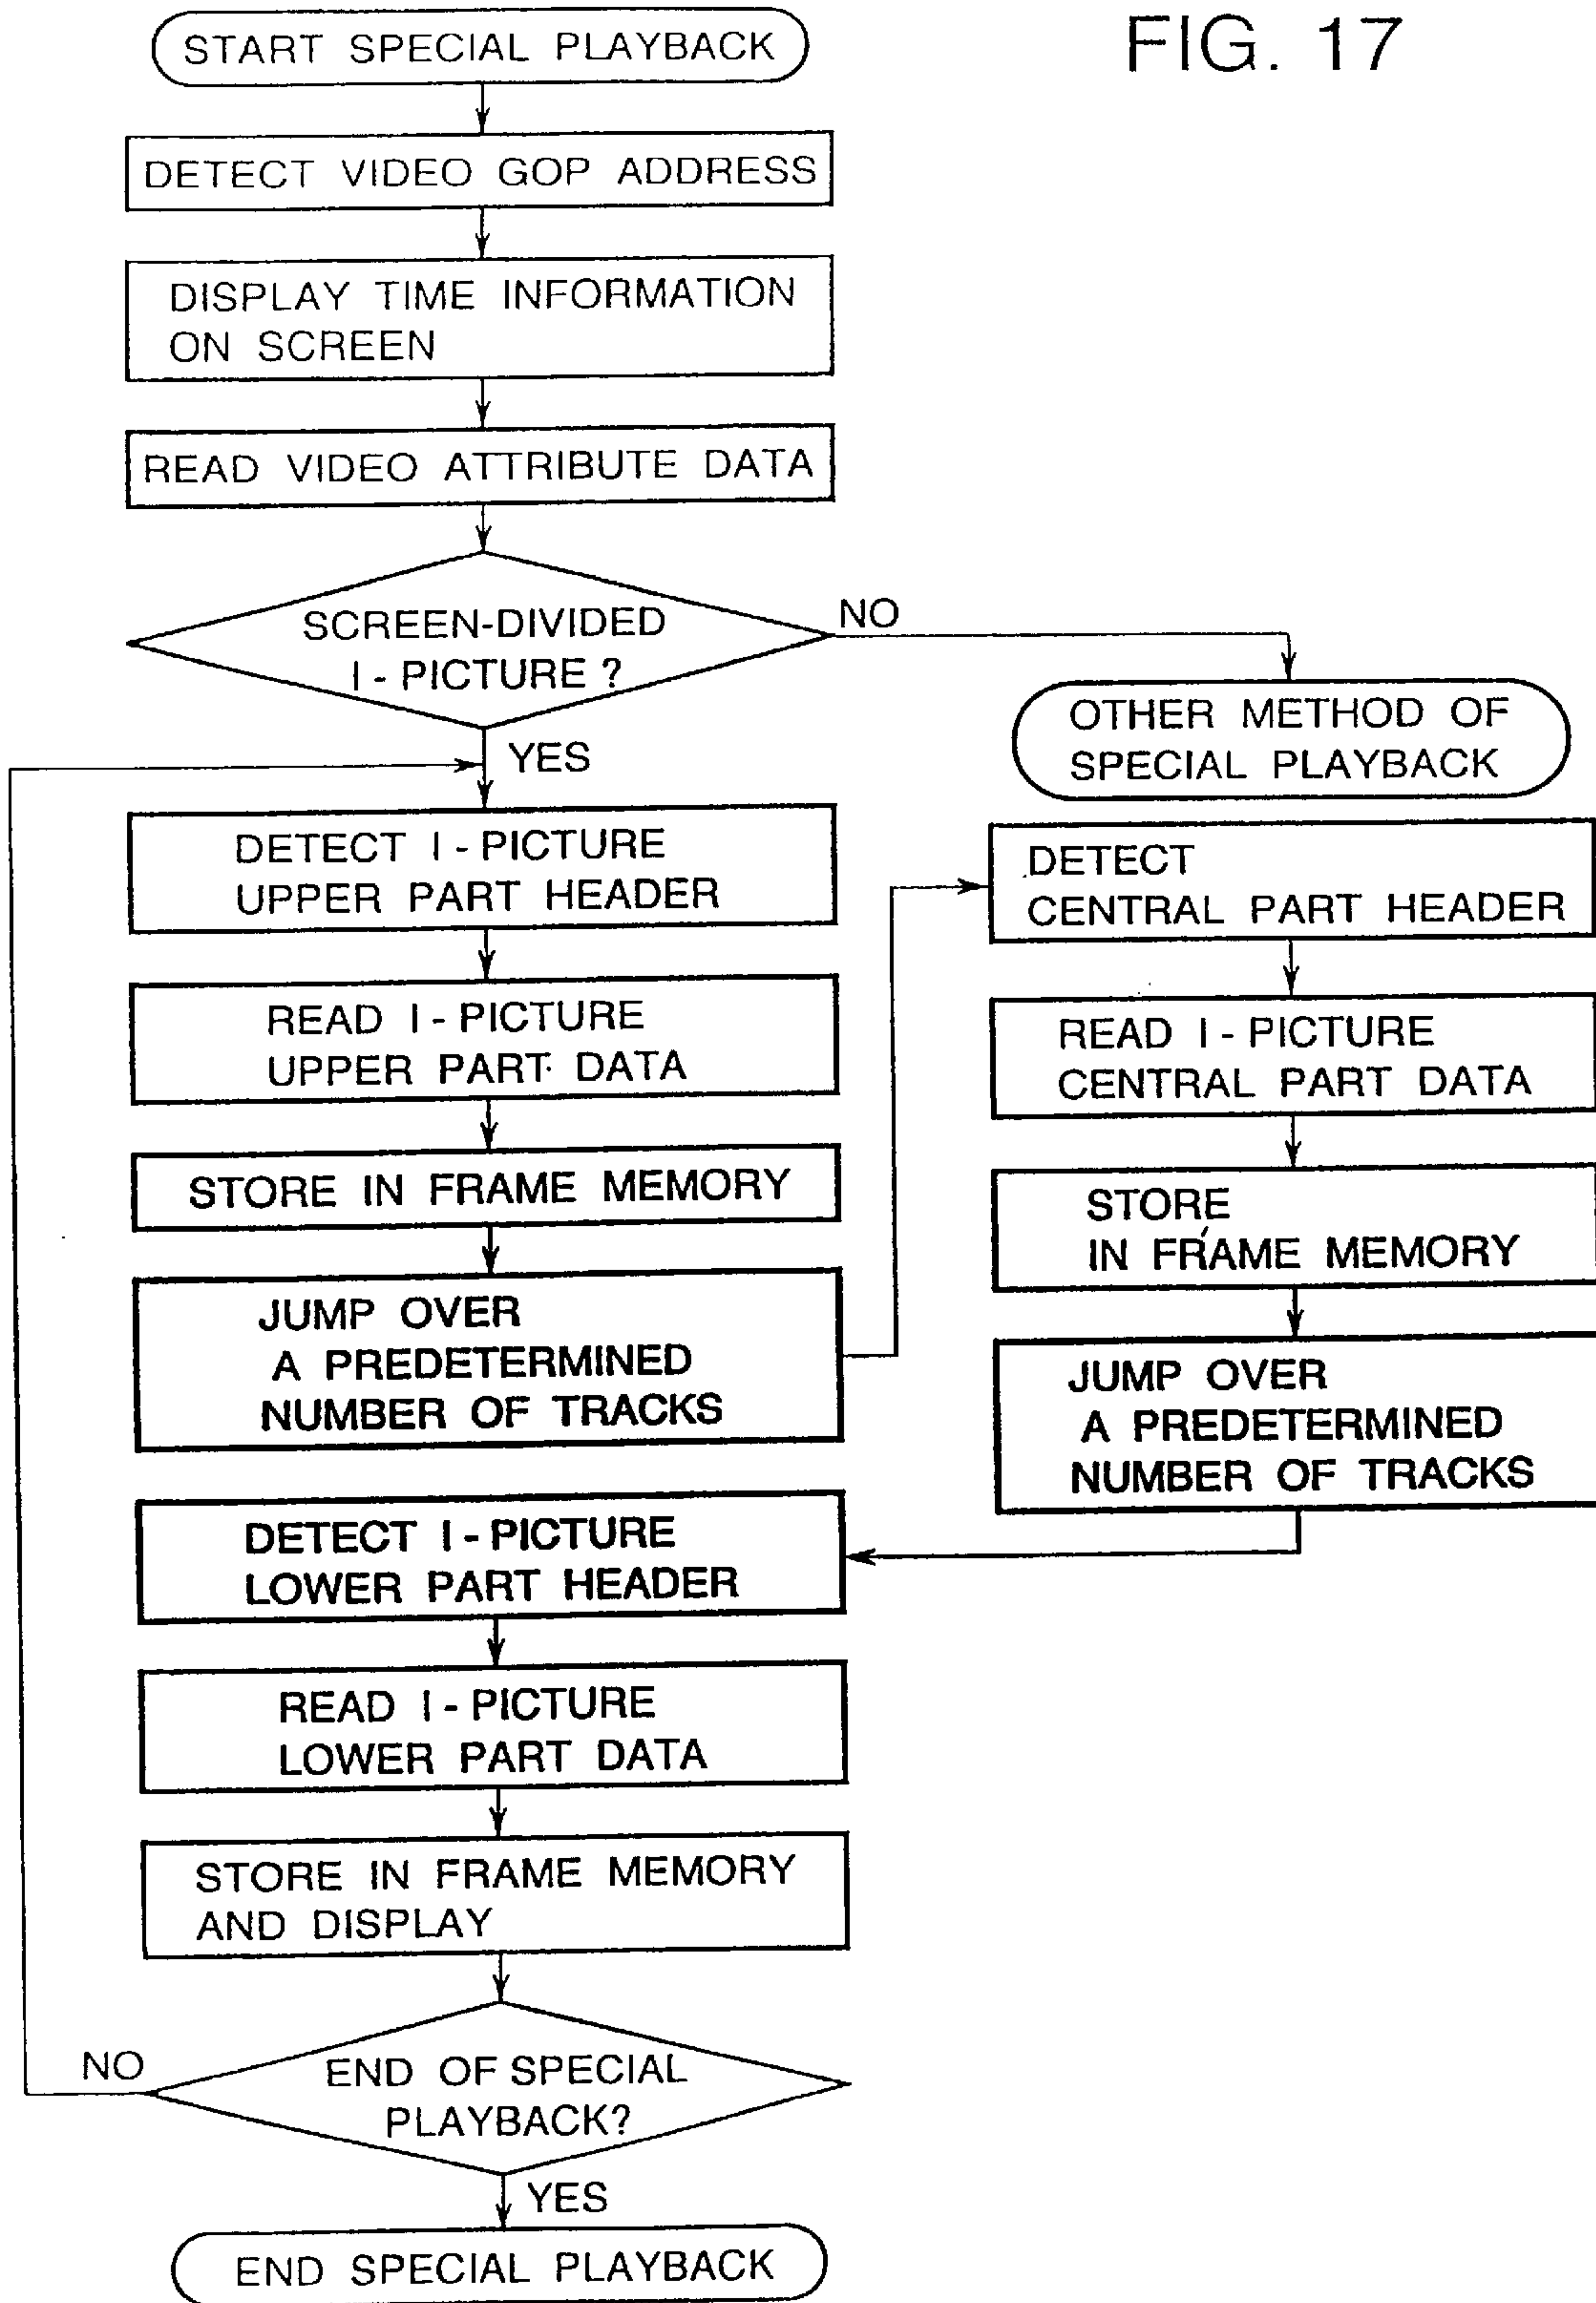 FIG. 17
START SPECIAL PLAYBACK
DETECT VIDEO GOP ADDRESS
DISPLAY TIME INFORMATION
ON SCREEN
READ VIDEO ATTRIBUTE DATA
SCREEN-DIVIDED
I - PICTURE ?
NO
OTHER METHOD OF
SPECIAL PLAYBACK
YES
DETECT I - PICTURE
UPPER PART HEADER
READ I - PICTURE
UPPER PART DATA
STORE IN FRAME MEMORY
JUMP OVER
A PREDETERMINED
NUMBER OF TRACKS
DETECT
CENTRAL PART HEADER
READ I - PICTURE
CENTRAL PART DATA
STORE
IN FRAME MEMORY
JUMP OVER
A PREDETERMINED
NUMBER OF TRACKS
DETECT I - PICTURE
LOWER PART HEADER
READ I - PICTURE
LOWER PART DATA
STORE IN FRAME MEMORY
AND DISPLAY
END OF SPECIAL
PLAYBACK?
NO
YES
END SPECIAL PLAYBACK